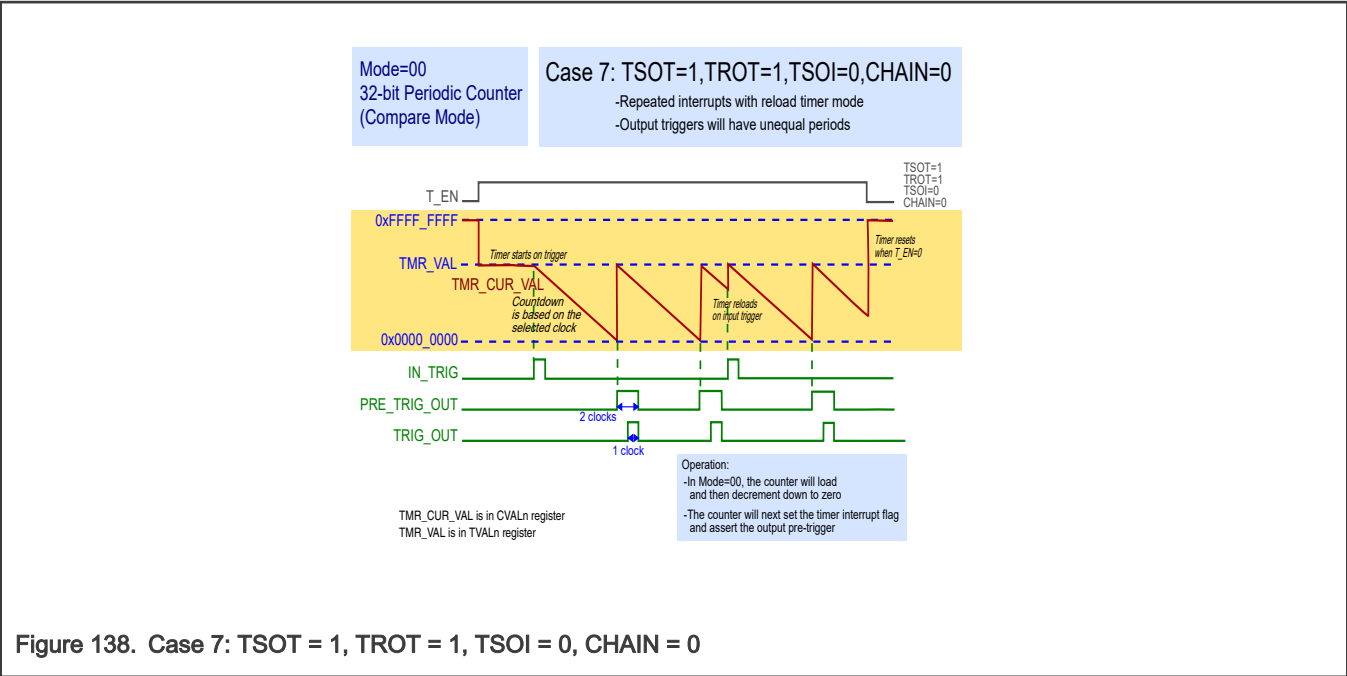 Mode=00
32-bit Periodic Counter
(Compare Mode)
Case 7: TSOT=1,TROT=1,TSOI=0,CHAIN=0
-Repeated interrupts with reload timer mode
-Output triggers will have unequal periods
TSOT=1
TROT=1
TSOI=0
CHAIN=0
T_EN
0xFFFF_FFFF
Timer resets
when T_EN=0
Timer starts on trigger
TMR_VAL
TMR_CUR_VAL
Countdown
is based on the
selected clock
Timer reloads
on input trigger
0x0000_0000
IN_TRIG
PRE_TRIG_OUT
2 clocks
TRIG_OUT
1 clock
Operation:
-In Mode=00, the counter will load
and then decrement down to zero
-The counter will next set the timer interrupt flag
and assert the output pre-trigger
TMR_CUR_VAL is in CVALn register
TMR_VAL is in TVALn register
Figure 138. Case 7: TSOT = 1, TROT = 1, TSOI = 0, CHAIN = 0